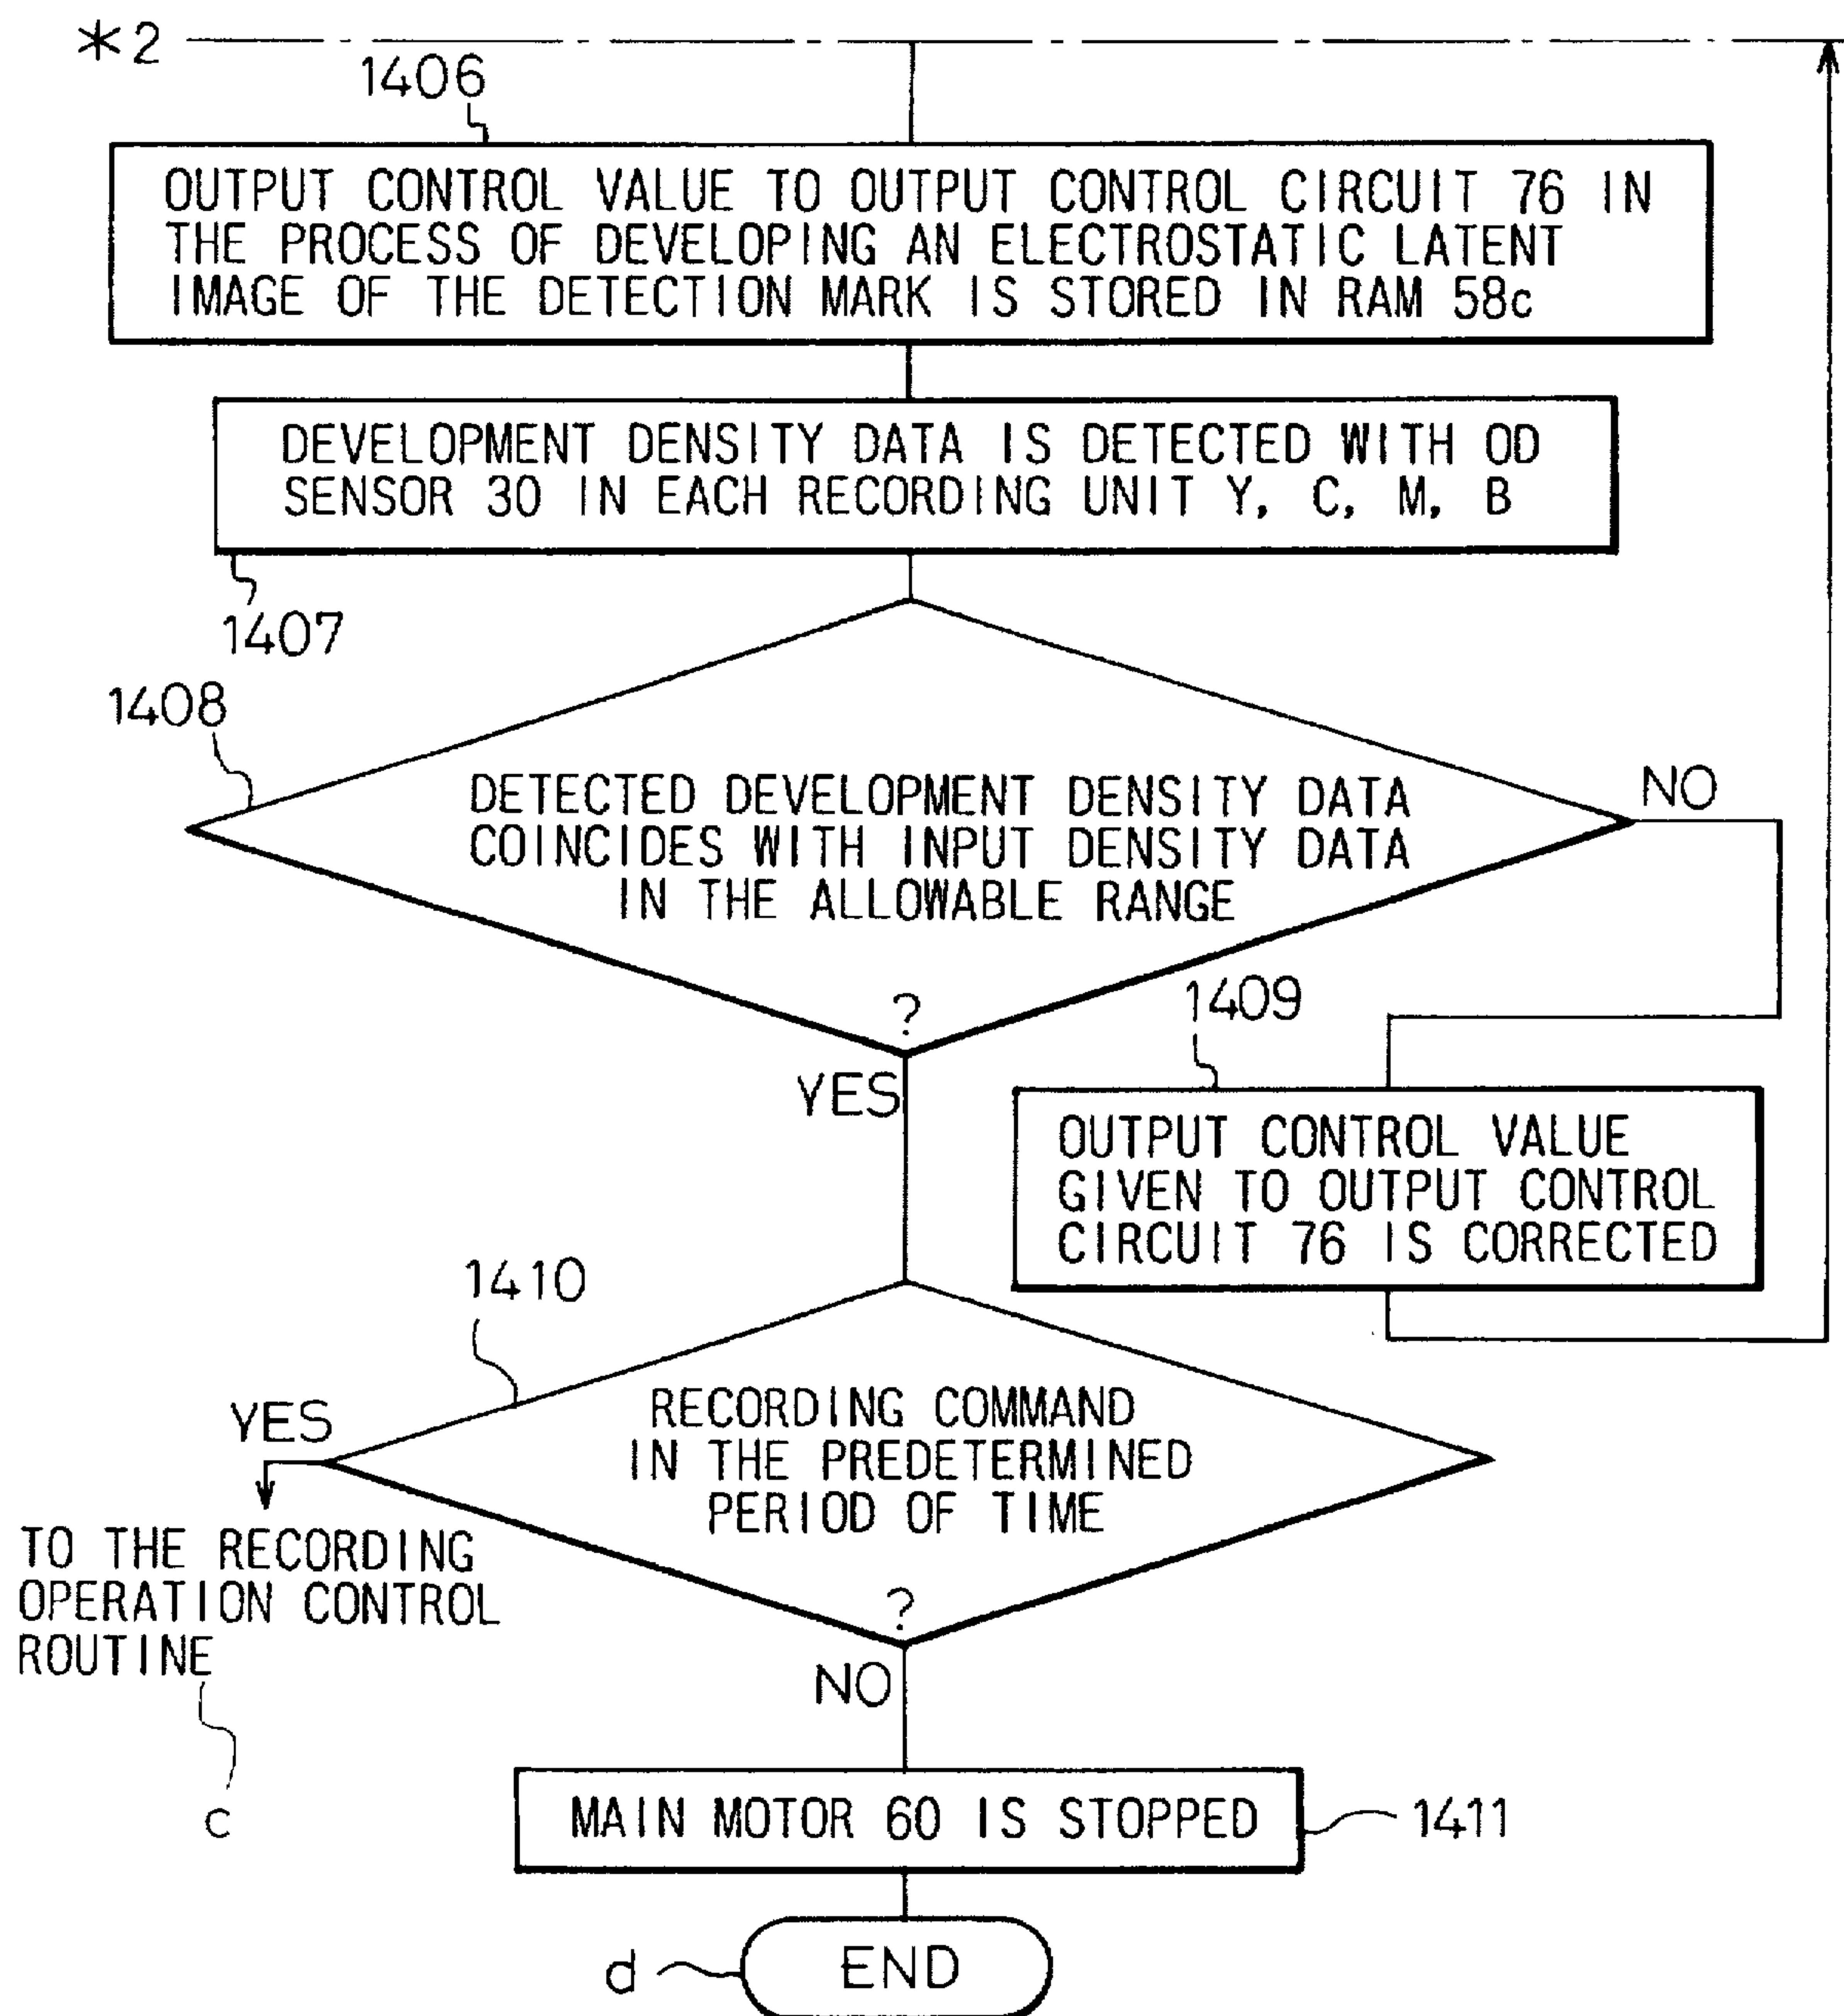 *2
1406
OUTPUT CONTROL VALUE TO OUTPUT CONTROL CIRCUIT 76 IN
THE PROCESS OF DEVELOPING AN ELECTROSTATIC LATENT
IMAGE OF THE DETECTION MARK IS STORED IN RAM 58c
DEVELOPMENT DENSITY DATA IS DETECTED WITH OD
SENSOR 30 IN EACH RECORDING UNIT Y, C, M, B
1407
1408
DETECTED DEVELOPMENT DENSITY DATA
COINCIDES WITH INPUT DENSITY DATA
IN THE ALLOWABLE RANGE
?
NO
YES
1409
OUTPUT CONTROL VALUE
GIVEN TO OUTPUT CONTROL
CIRCUIT 76 IS CORRECTED
1410
RECORDING COMMAND
IN THE PREDETERMINED
PERIOD OF TIME
?
YES
TO THE RECORDING
OPERATION CONTROL
ROUTINE
c
NO
MAIN MOTOR 60 IS STOPPED
1411
d
END